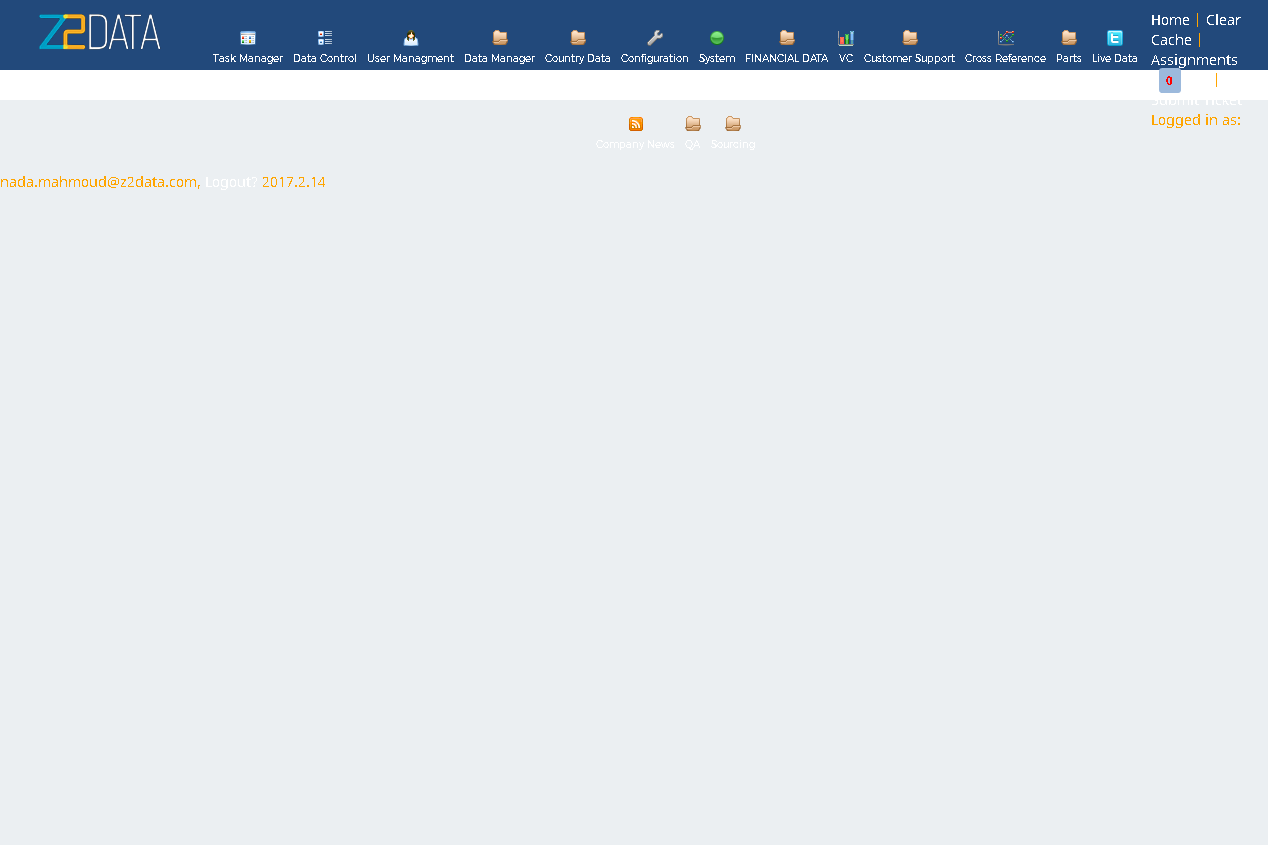 Z2DATA
Task Manager Data Control User Managment Data Manager Country Data Configuration System FINANCIAL DATA VC Customer Support Cross Reference Parts Live Data
Home | Clear
Cache |
Assignments
0 |
Submit Ticket
Logged in as:
Company News QA Sourcing
nada.mahmoud@z2data.com, Logout? 2017.2.14